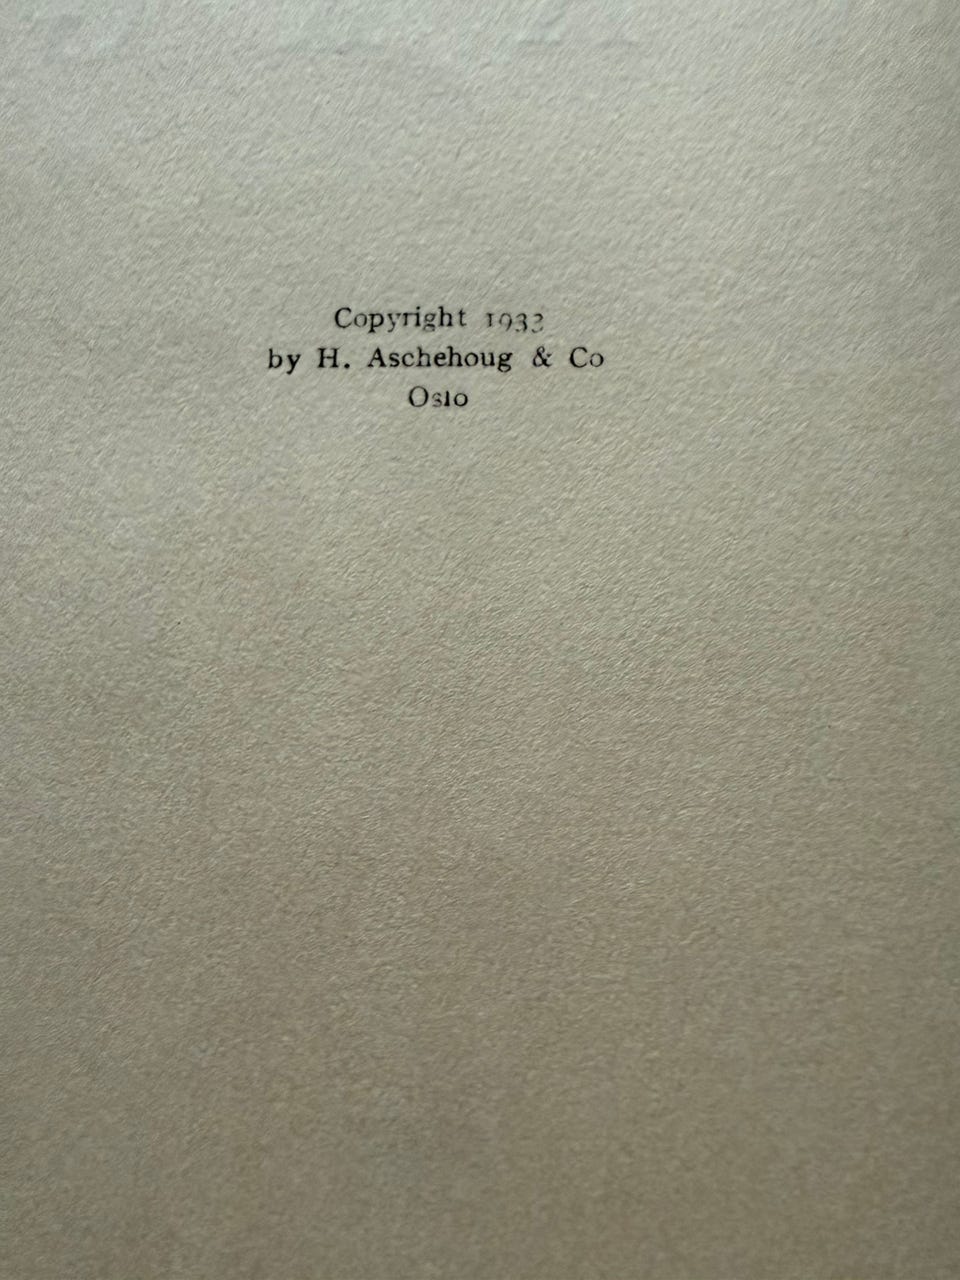 Copyright 1933
by H. Aschehoug & Co
Oslo